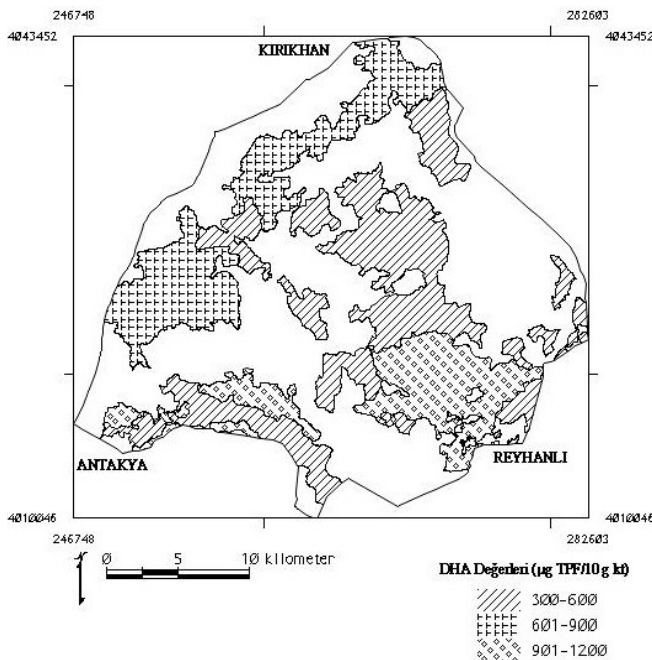 246748 282603
4043452 4043452
KIRIKHAN
ANTAKYA
REYHANLI
4010046 4010046
246748 282603
0 5 10 kilometer
DHA Değerleri (µg TPF/10 g kt)
300-600
601-900
901-1200